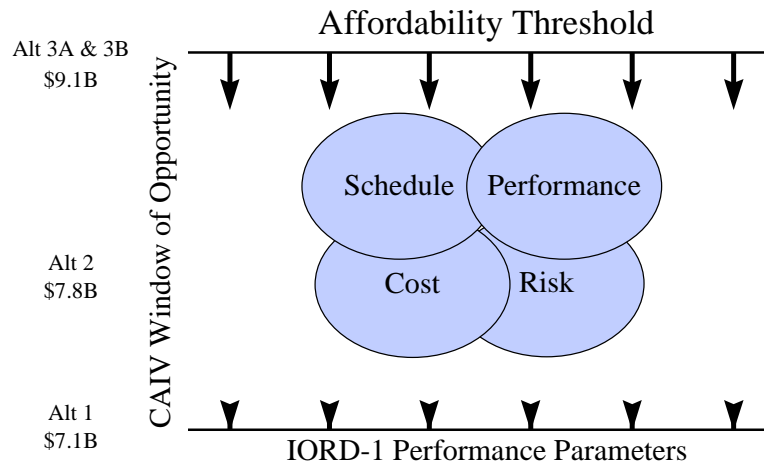 Affordability Threshold
Alt 3A & 3B
$9.1B
CAIV Window of Opportunity
Schedule
Performance
Alt 2
$7.8B
Cost
Risk
Alt 1
$7.1B
IORD-1 Performance Parameters